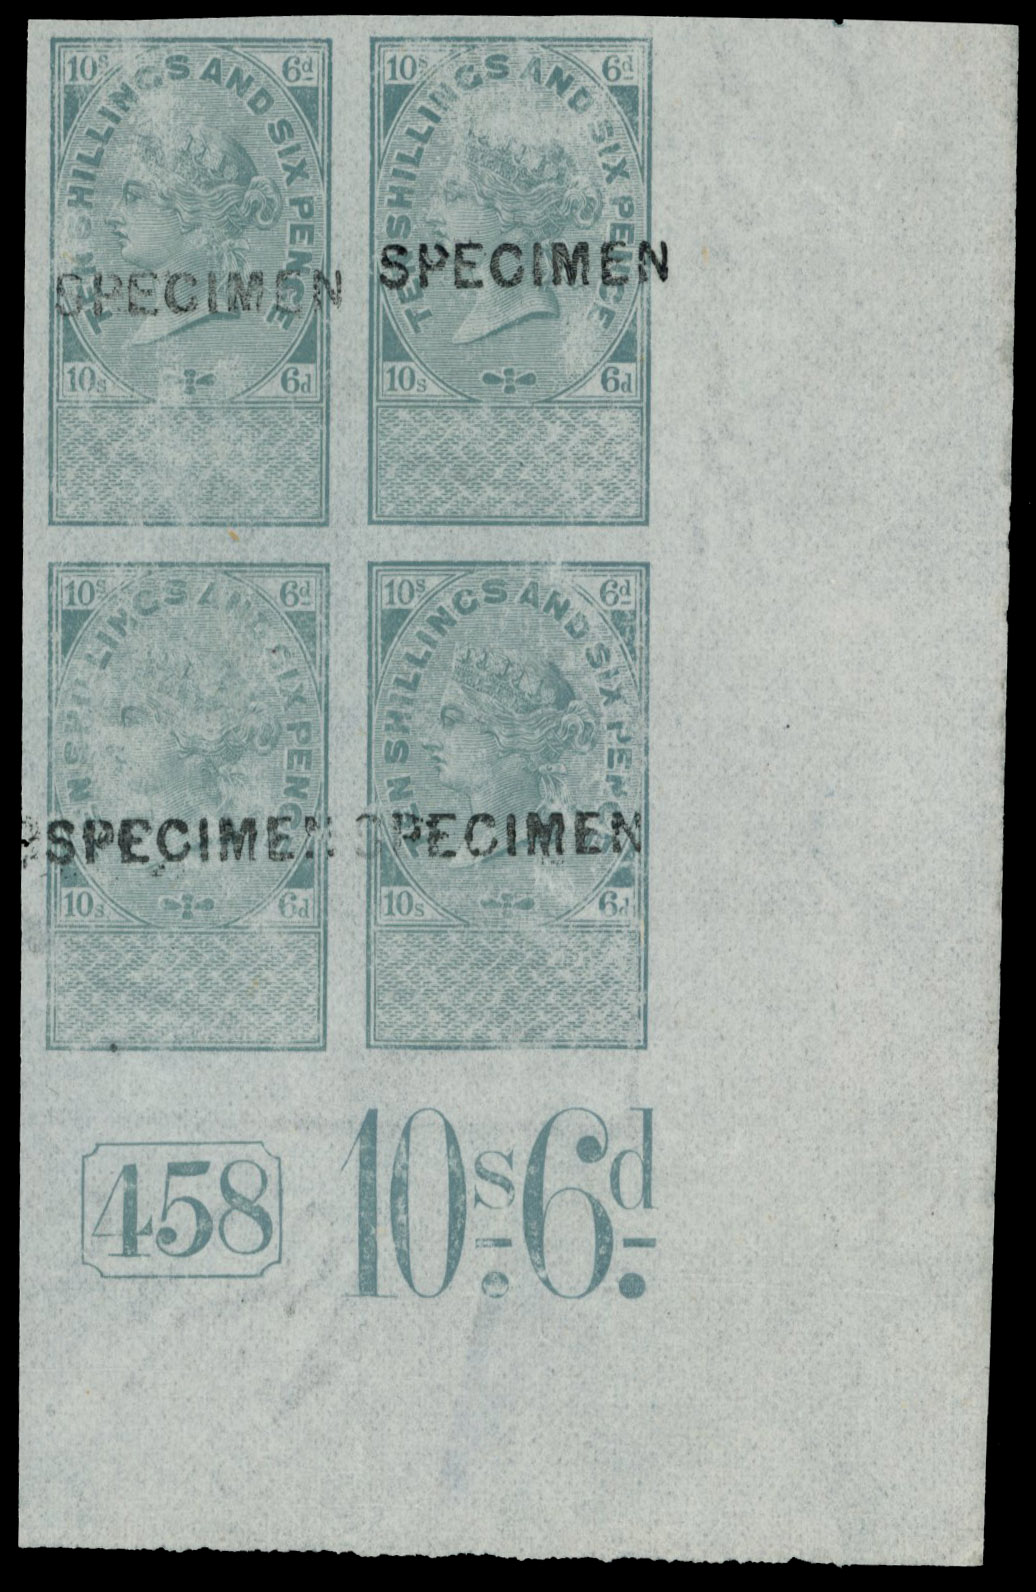 10s 6d 10s 6d
TEN SHILLINGS AND SIX PENCE TEN SHILLINGS AND SIX PENCE
SPECIMEN SPECIMEN
10s 6d 10s 6d
10s 6d 10s 6d
TEN SHILLINGS AND SIX PENCE TEN SHILLINGS AND SIX PENCE
SPECIMEN SPECIMEN
10s 6d 10s 6d
458 10s. 6d.